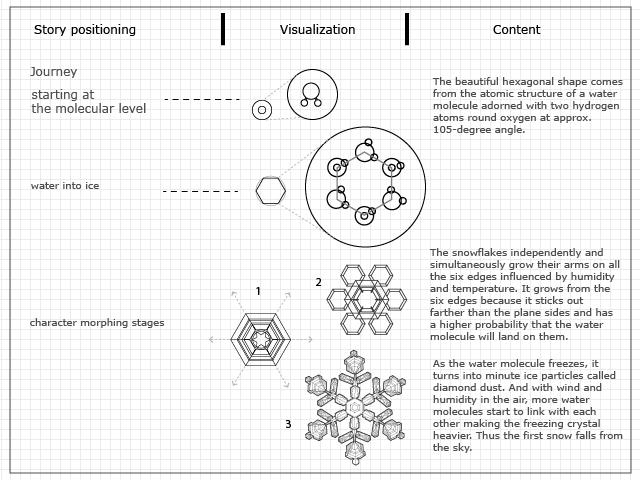 Story positioning
Visualization
Content
Journey
starting at
the molecular level
The beautiful hexagonal shape comes
from the atomic structure of a water
molecule adorned with two hydrogen
atoms round oxygen at approx.
105-degree angle.
water into ice
The snowflakes independently and
simultaneously grow their arms on all
the six edges influenced by humidity
and temperature. It grows from the
six edges because it sticks out
farther than the plane sides and has
a higher probability that the water
molecule will land on them.
character morphing stages
1
2
3
As the water molecule freezes, it
turns into minute ice particles called
diamond dust. And with wind and
humidity in the air, more water
molecules start to link with each
other making the freezing crystal
heavier. Thus the first snow falls from
the sky.